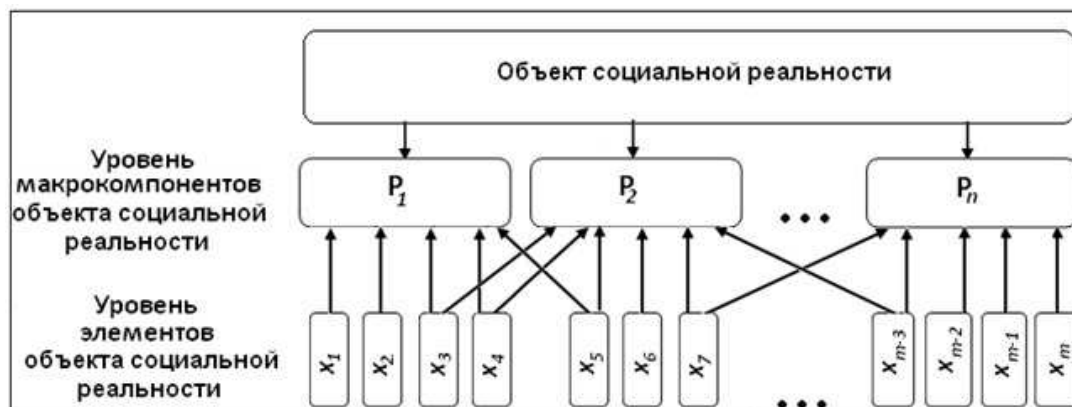 Объект социальной реальности
Уровень
макрокомпонентов
объекта социальной
реальности
P₁
P₂
• • •
Pₙ
Уровень
элементов
объекта социальной
реальности
x₁
x₂
x₃
x₄
x₅
x₆
x₇
• • •
xₘ₋₃
xₘ₋₂
xₘ₋₁
xₘ